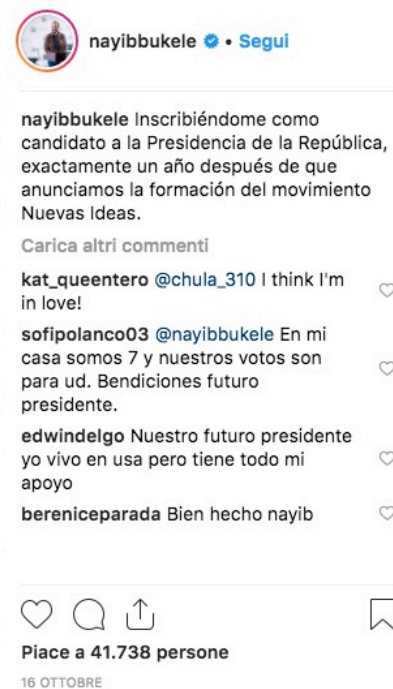 nayibbukele • Segui
nayibbukele Inscribiéndome como
candidato a la Presidencia de la República,
exactamente un año después de que
anunciamos la formación del movimiento
Nuevas Ideas.
Carica altri commenti
kat_queentero @chula_310 I think I'm
in love!
sofipolanco03 @nayibbukele En mi
casa somos 7 y nuestros votos son
para ud. Bendiciones futuro
presidente.
edwindelgo Nuestro futuro presidente
yo vivo en usa pero tiene todo mi
apoyo
bereniceparada Bien hecho nayib
Piace a 41.738 persone
16 OTTOBRE